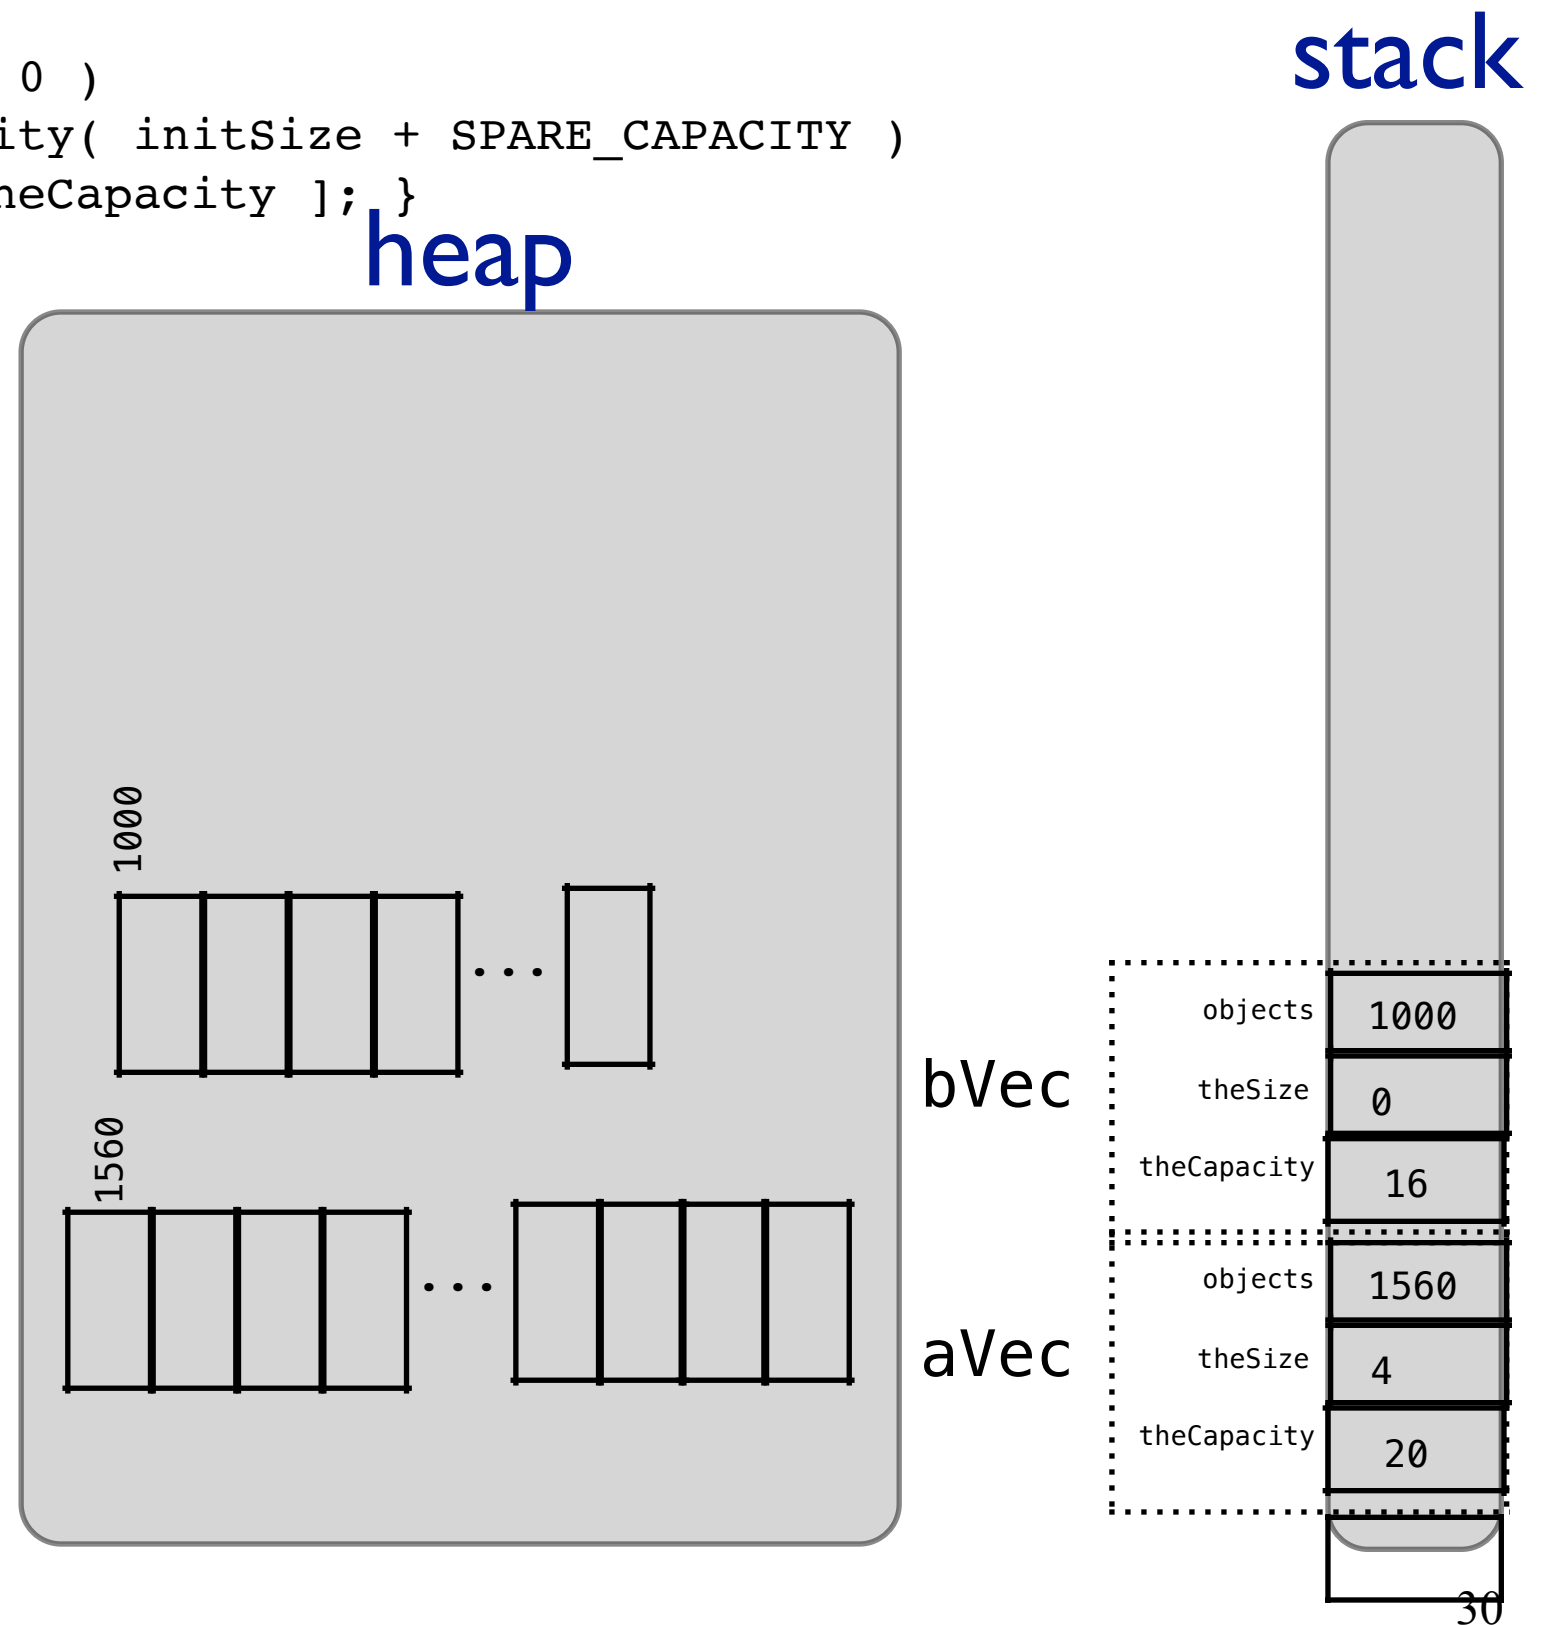 stack
0 )
ity( initSize + SPARE_CAPACITY )
heCapacity ]; }
heap
1000
...
1560
...
bVec
objects 1000
theSize 0
theCapacity 16
aVec
objects 1560
theSize 4
theCapacity 20
30